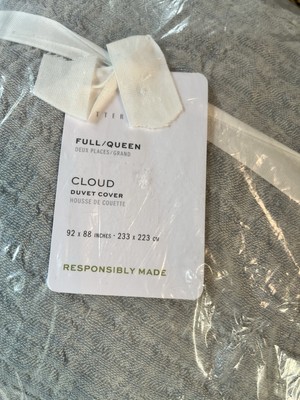 FULL/QUEEN
DEUX PLACES/GRAND
CLOUD
DUVET COVER
HOUSSE DE COUETTE
92 x 88 INCHES · 233 x 223 CM
RESPONSIBLY MADE